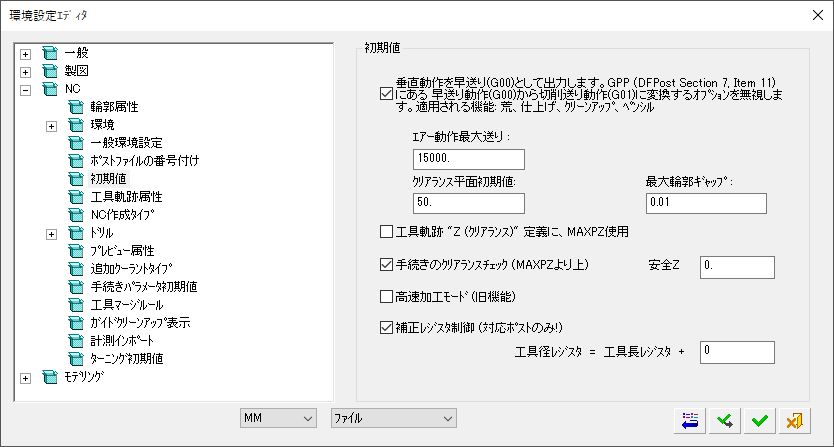 環境設定ｴﾃﾞｨﾀ
一般
製図
NC
輪郭属性
環境
一般環境設定
ﾎﾟｽﾄﾌｧｲﾙの番号付け
初期値
工具軌跡属性
NC作成ﾀｲﾌﾟ
ﾄﾞﾘﾙ
ﾌﾟﾚﾋﾞｭｰ属性
追加ｸｰﾗﾝﾄﾀｲﾌﾟ
手続きﾊﾟﾗﾒｰﾀ初期値
工具ﾏｰｼﾞﾙｰﾙ
ｶﾞｲﾄﾞｸﾘｰﾝｱｯﾌﾟ表示
計測ｲﾝﾎﾟｰﾄ
ﾀｰﾆﾝｸﾞ初期値
ﾓﾃﾞﾘﾝｸﾞ
初期値
垂直動作を早送り(G00)として出力します。GPP (DFPost Section 7, Item 11)
にある 早送り動作(G00)から切削送り動作(G01)に変換するｵﾌﾟｼｮﾝを無視しま
す。適用される機能: 荒、仕上げ、ｸﾘｰﾝｱｯﾌﾟ、ﾍﾟﾝｼﾙ
ｴｱｰ動作最大送り :
15000.
ｸﾘｱﾗﾝｽ平面初期値: 最大輪郭ｷﾞｬｯﾌﾟ:
50. 0.01
工具軌跡 "Z (ｸﾘｱﾗﾝｽ)" 定義に、MAXPZ使用
手続きのｸﾘｱﾗﾝｽﾁｪｯｸ (MAXPZより上) 安全Z 0.
高速加工ﾓｰﾄﾞ (旧機能)
補正ﾚｼﾞｽﾀ制御 (対応ﾎﾟｽﾄのみ!)
工具径ﾚｼﾞｽﾀ = 工具長ﾚｼﾞｽﾀ + 0
MM ﾌｧｲﾙ